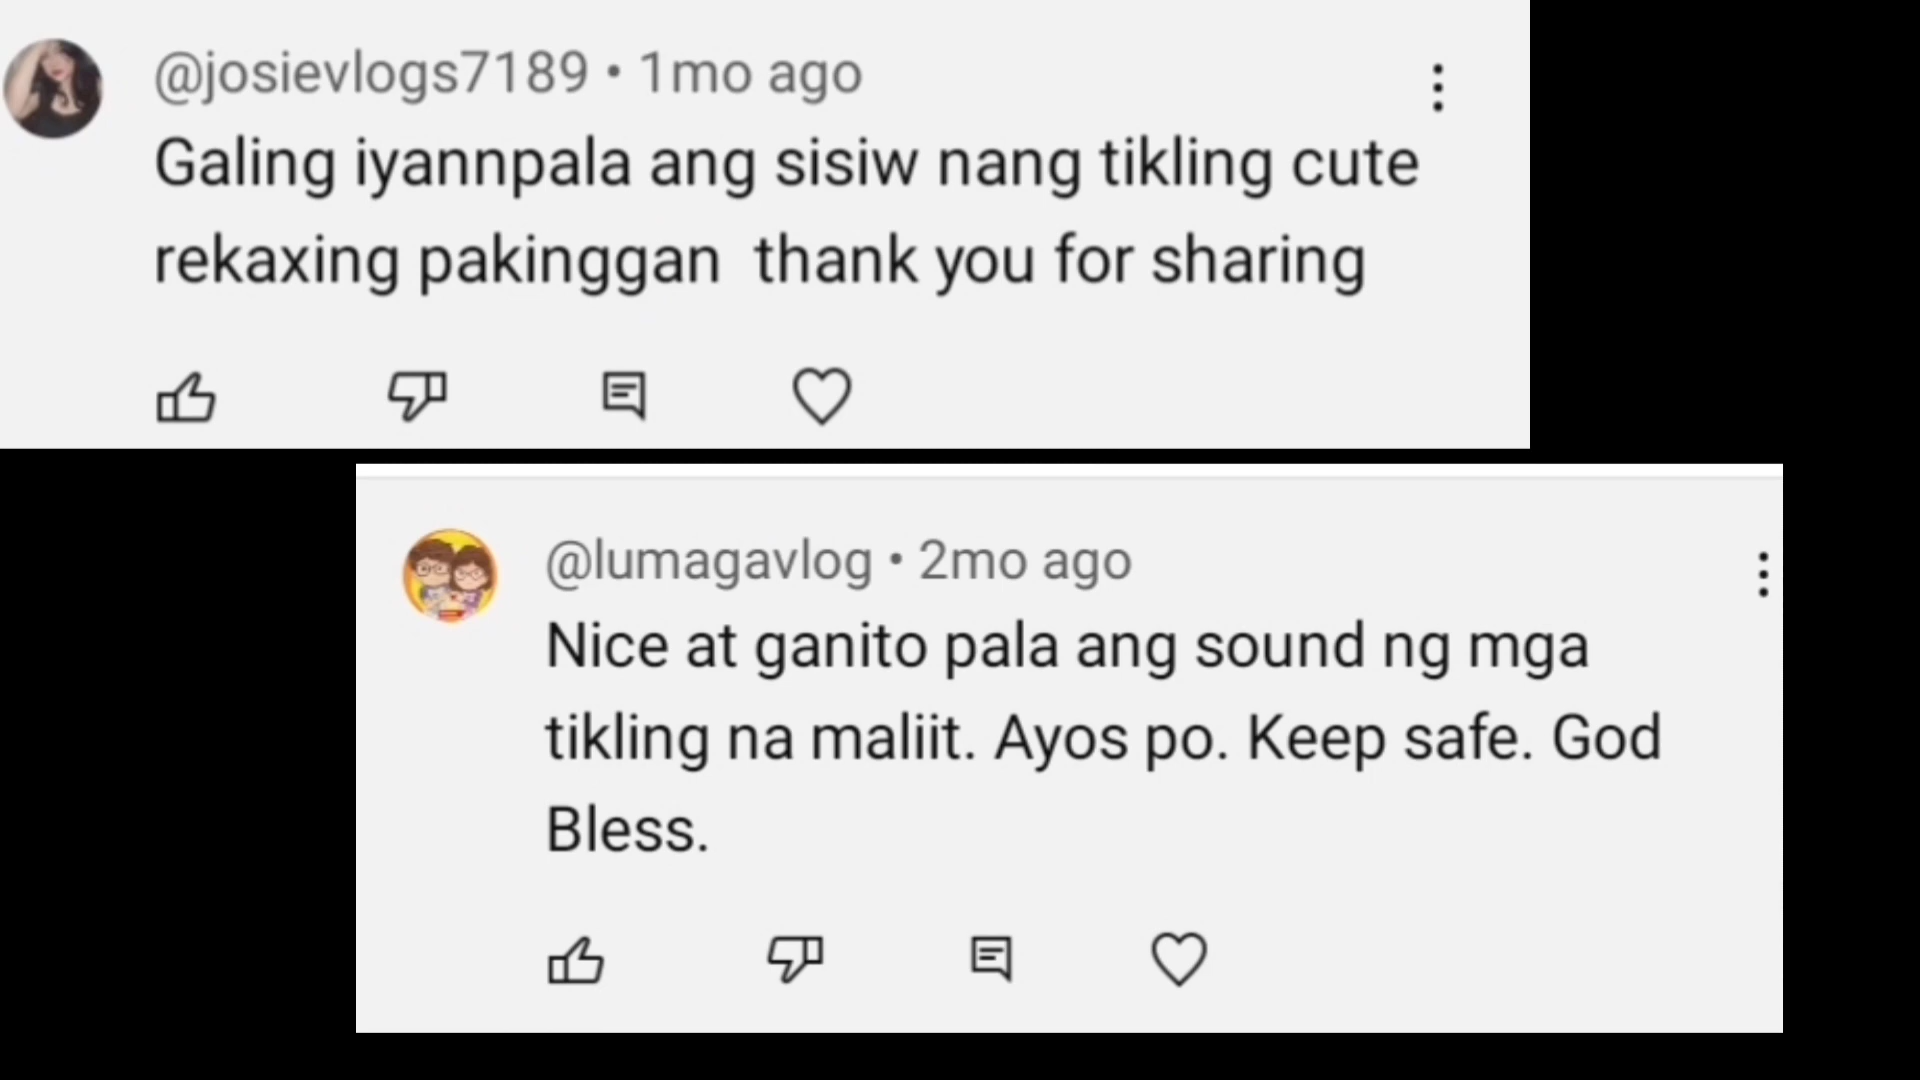 @josievlogs7189 • 1mo ago
Galing iyannpala ang sisiw nang tikling cute
rekaxing pakinggan  thank you for sharing
@lumagavlog • 2mo ago
Nice at ganito pala ang sound ng mga
tikling na maliit. Ayos po. Keep safe. God
Bless.